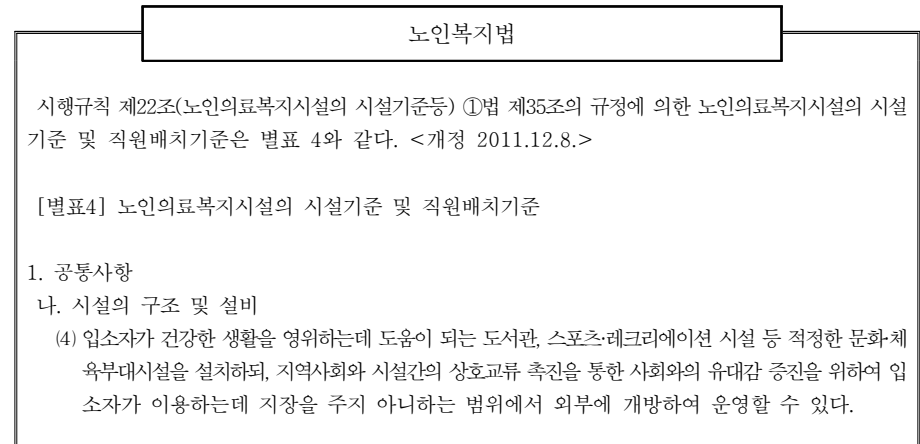 노인복지법
시행규칙 제22조(노인의료복지시설의 시설기준등) ①법 제35조의 규정에 의한 노인의료복지시설의 시설
기준 및 직원배치기준은 별표 4와 같다. <개정 2011.12.8.>
[별표4] 노인의료복지시설의 시설기준 및 직원배치기준
1. 공통사항
나. 시설의 구조 및 설비
⑷ 입소자가 건강한 생활을 영위하는데 도움이 되는 도서관, 스포츠·레크리에이션 시설 등 적정한 문화·체
육부대시설을 설치하되, 지역사회와 시설간의 상호교류 촉진을 통한 사회와의 유대감 증진을 위하여 입
소자가 이용하는데 지장을 주지 아니하는 범위에서 외부에 개방하여 운영할 수 있다.